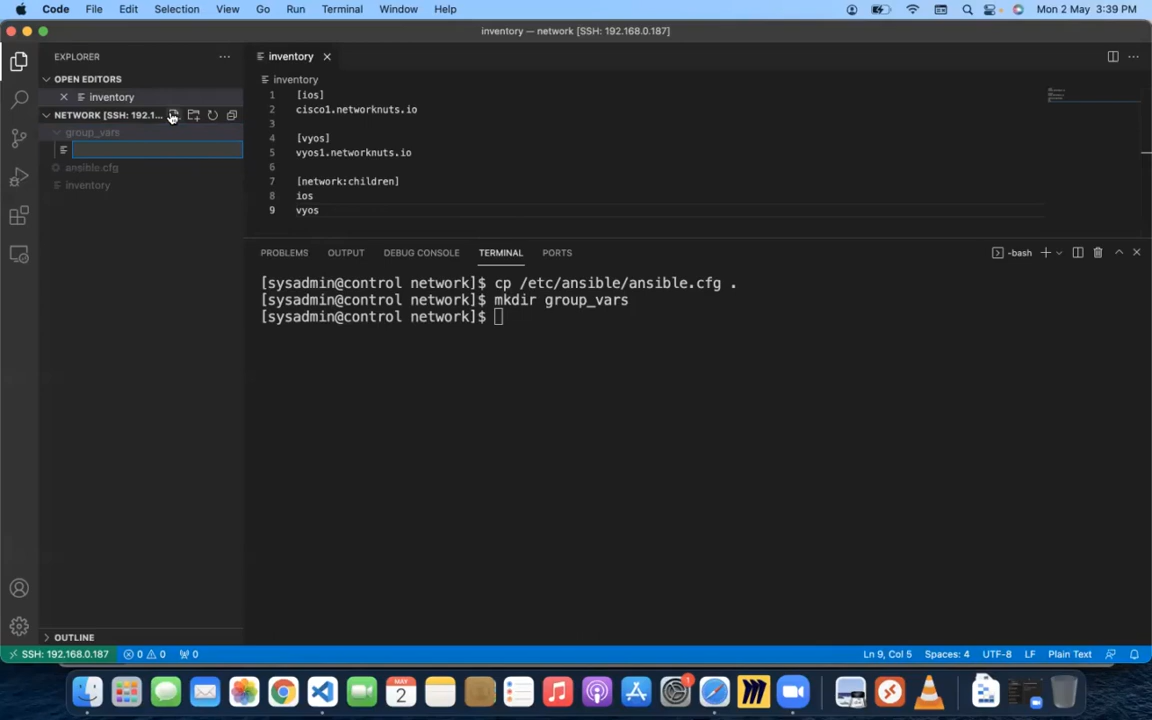 Code File Edit Selection View Go Run Terminal Window Help Mon 2 May 3:39 PM
inventory — network [SSH: 192.168.0.187]
EXPLORER
OPEN EDITORS
inventory
NETWORK [SSH: 192.1...
group_vars
ansible.cfg
inventory
OUTLINE
inventory
inventory
1 [ios]
2 cisco1.networknuts.io
3
4 [vyos]
5 vyos1.networknuts.io
6
7 [network:children]
8 ios
9 vyos
PROBLEMS OUTPUT DEBUG CONSOLE TERMINAL PORTS
-bash
[sysadmin@control network]$ cp /etc/ansible/ansible.cfg .
[sysadmin@control network]$ mkdir group_vars
[sysadmin@control network]$
SSH: 192.168.0.187 0 0 0 Ln 9, Col 5 Spaces: 4 UTF-8 LF Plain Text
MAY
2
1